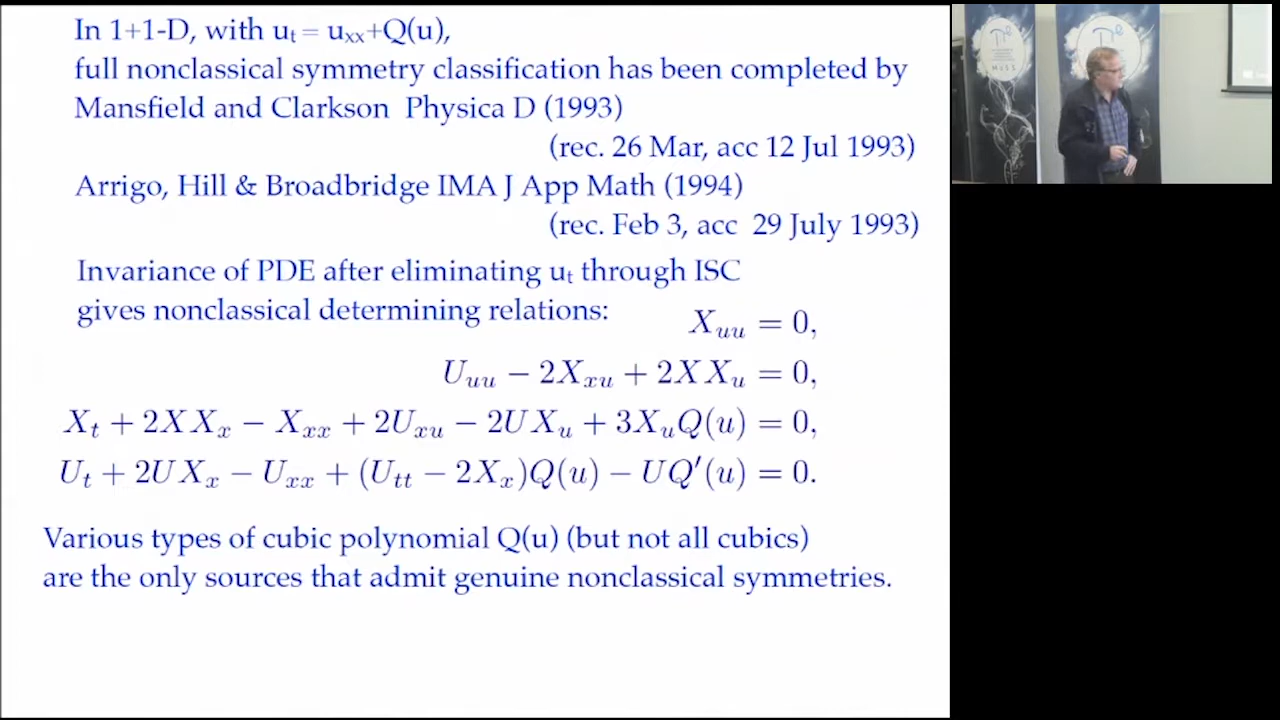 In 1+1-D, with uₜ = uₓₓ+Q(u),
full nonclassical symmetry classification has been completed by
Mansfield and Clarkson Physica D (1993)
(rec. 26 Mar, acc 12 Jul 1993)
Arrigo, Hill & Broadbridge IMA J App Math (1994)
(rec. Feb 3, acc 29 July 1993)
Invariance of PDE after eliminating uₜ through ISC
gives nonclassical determining relations:
X_{uu} = 0,
U_{uu} − 2X_{xu} + 2XX_u = 0,
X_t + 2XX_x − X_{xx} + 2U_{xu} − 2UX_u + 3X_uQ(u) = 0,
U_t + 2UX_x − U_{xx} + (U_{tt} − 2X_x)Q(u) − UQ′(u) = 0.
Various types of cubic polynomial Q(u) (but not all cubics)
are the only sources that admit genuine nonclassical symmetries.